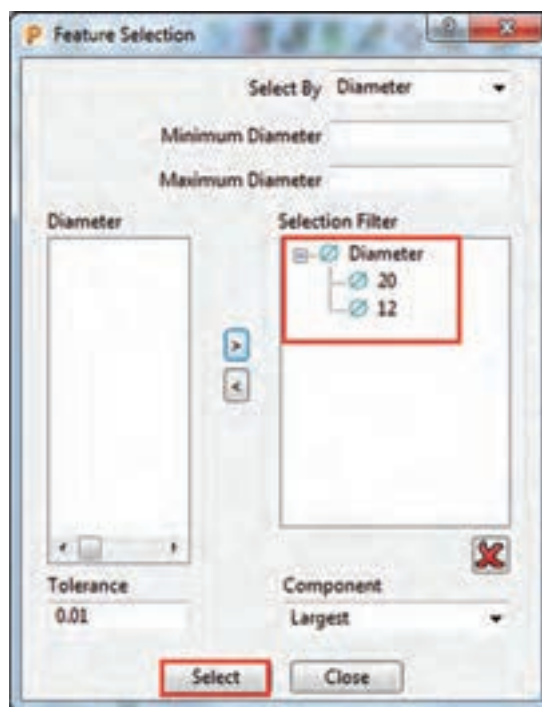 Feature Selection
Select By Diameter
Minimum Diameter
Maximum Diameter
Diameter
Selection Filter
Diameter
20
12
>
<
Tolerance
Component
0.01
Largest
Select
Close